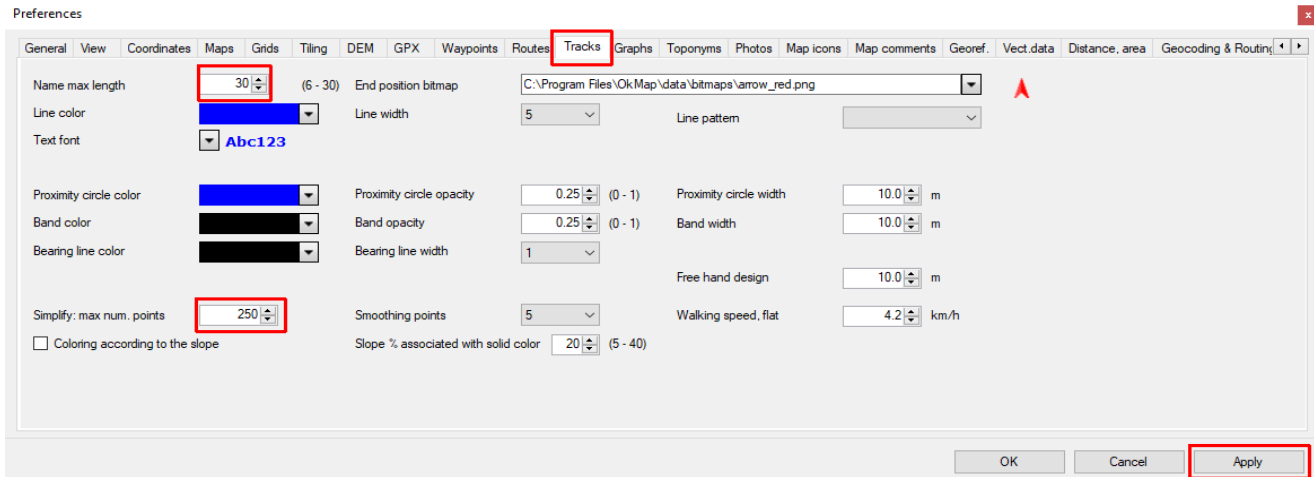 Preferences
x
General View Coordinates Maps Grids Tiling DEM GPX Waypoints Routes Tracks Graphs Toponyms Photos Map icons Map comments Georef. Vect.data Distance, area Geocoding & Routing
Name max length 30 (6 - 30) End position bitmap C:\Program Files\OkMap\data\bitmaps\arrow_red.png
Line color Line width 5 Line pattern
Text font Abc123
Proximity circle color Proximity circle opacity 0.25 (0 - 1) Proximity circle width 10.0 m
Band color Band opacity 0.25 (0 - 1) Band width 10.0 m
Bearing line color Bearing line width 1
Free hand design 10.0 m
Simplify: max num. points 250 Smoothing points 5 Walking speed, flat 4.2 km/h
Coloring according to the slope Slope % associated with solid color 20 (5 - 40)
OK Cancel Apply